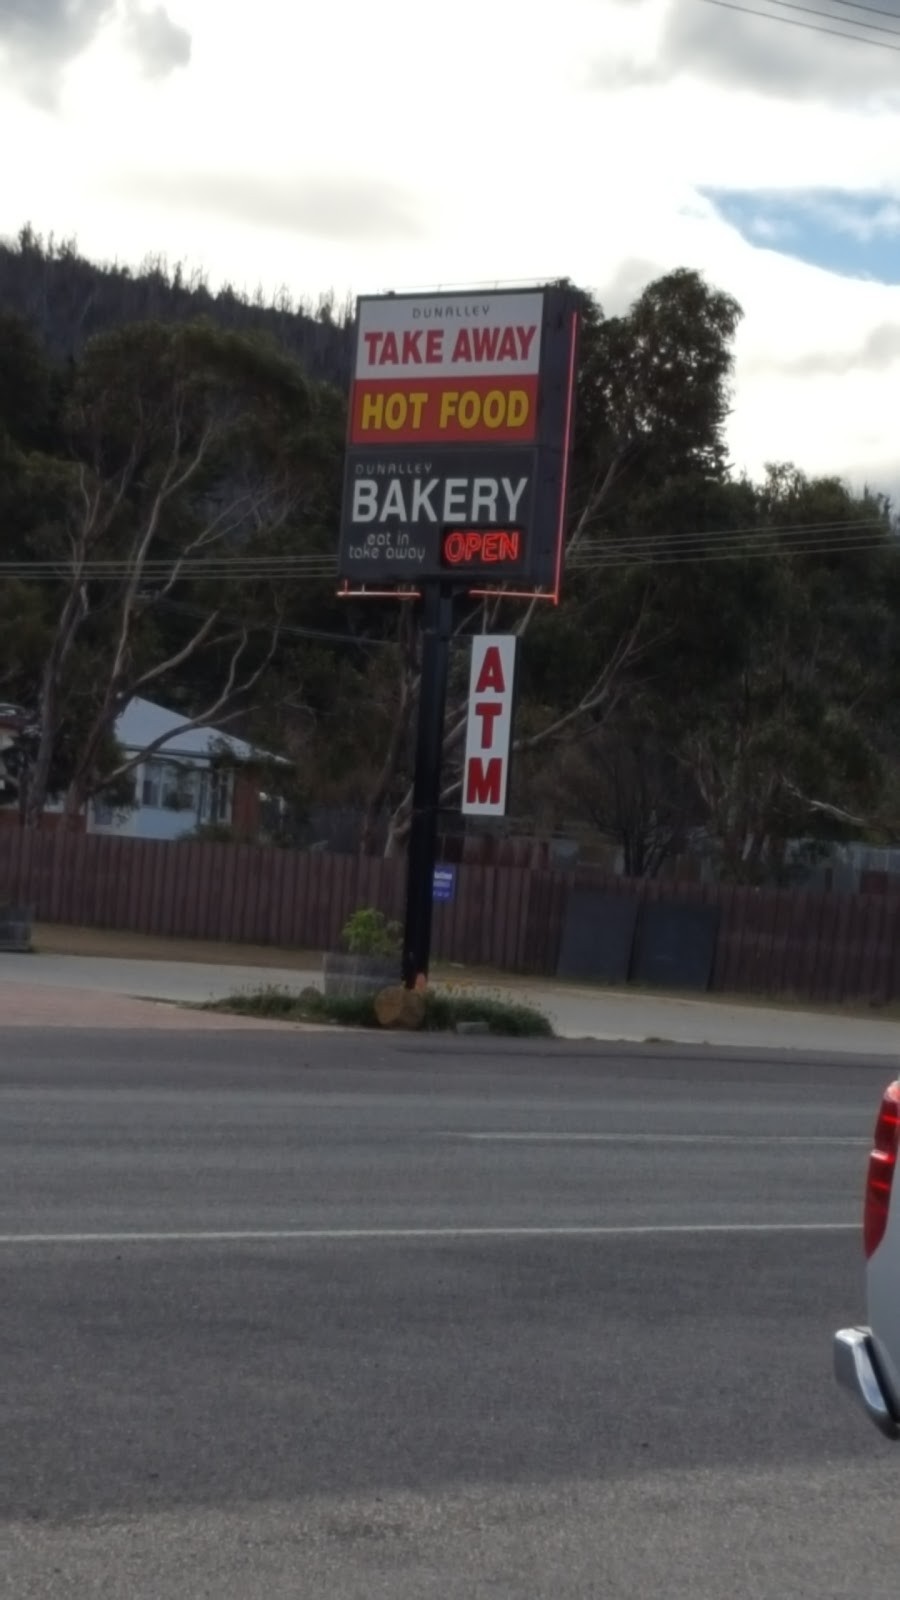 DUNALLEY
TAKE AWAY
HOT FOOD
DUNALLEY
BAKERY
eat in
take away
OPEN
ATM